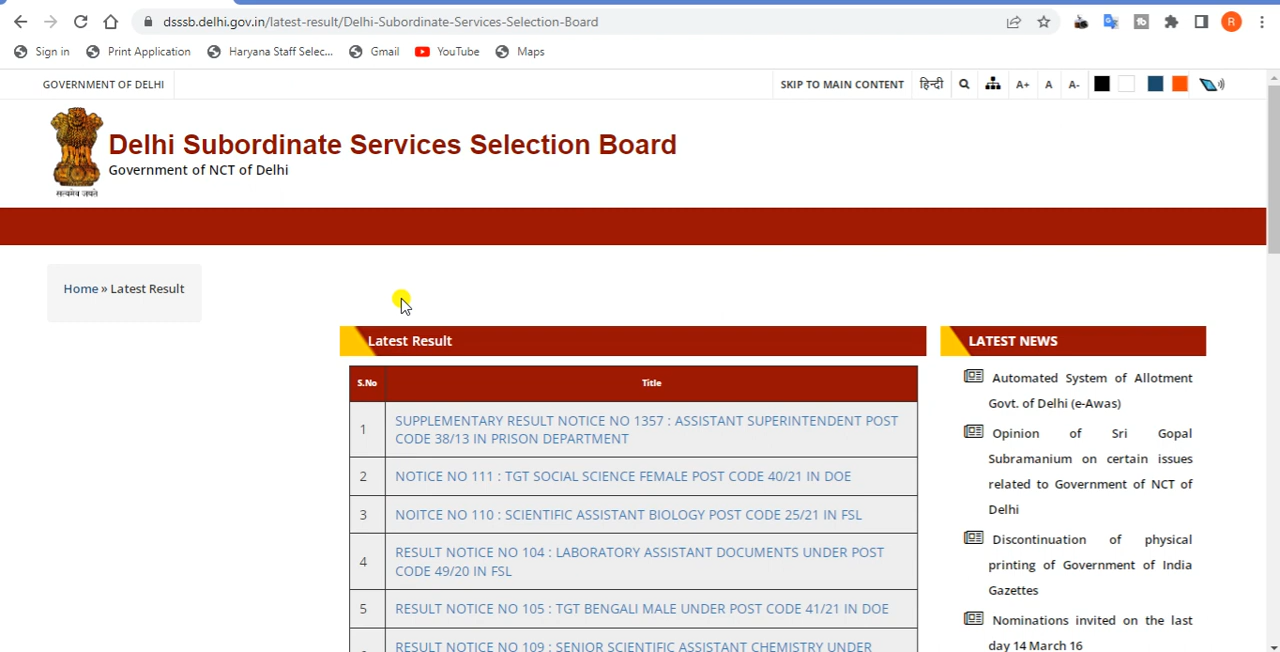 dsssb.delhi.gov.in/latest-result/Delhi-Subordinate-Services-Selection-Board
R
Sign in Print Application Haryana Staff Selec... Gmail YouTube Maps
GOVERNMENT OF DELHI SKIP TO MAIN CONTENT हिन्दी A+ A A-
Delhi Subordinate Services Selection Board
Government of NCT of Delhi
सत्यमेव जयते
Home » Latest Result
Latest Result
S.No Title
1 SUPPLEMENTARY RESULT NOTICE NO 1357 : ASSISTANT SUPERINTENDENT POST
CODE 38/13 IN PRISON DEPARTMENT
2 NOTICE NO 111 : TGT SOCIAL SCIENCE FEMALE POST CODE 40/21 IN DOE
3 NOITCE NO 110 : SCIENTIFIC ASSISTANT BIOLOGY POST CODE 25/21 IN FSL
4 RESULT NOTICE NO 104 : LABORATORY ASSISTANT DOCUMENTS UNDER POST
CODE 49/20 IN FSL
5 RESULT NOTICE NO 105 : TGT BENGALI MALE UNDER POST CODE 41/21 IN DOE
RESULT NOTICE NO 109 : SENIOR SCIENTIFIC ASSISTANT CHEMISTRY UNDER
LATEST NEWS
Automated System of Allotment
Govt. of Delhi (e-Awas)
Opinion of Sri Gopal
Subramanium on certain issues
related to Government of NCT of
Delhi
Discontinuation of physical
printing of Government of India
Gazettes
Nominations invited on the last
day 14 March 16